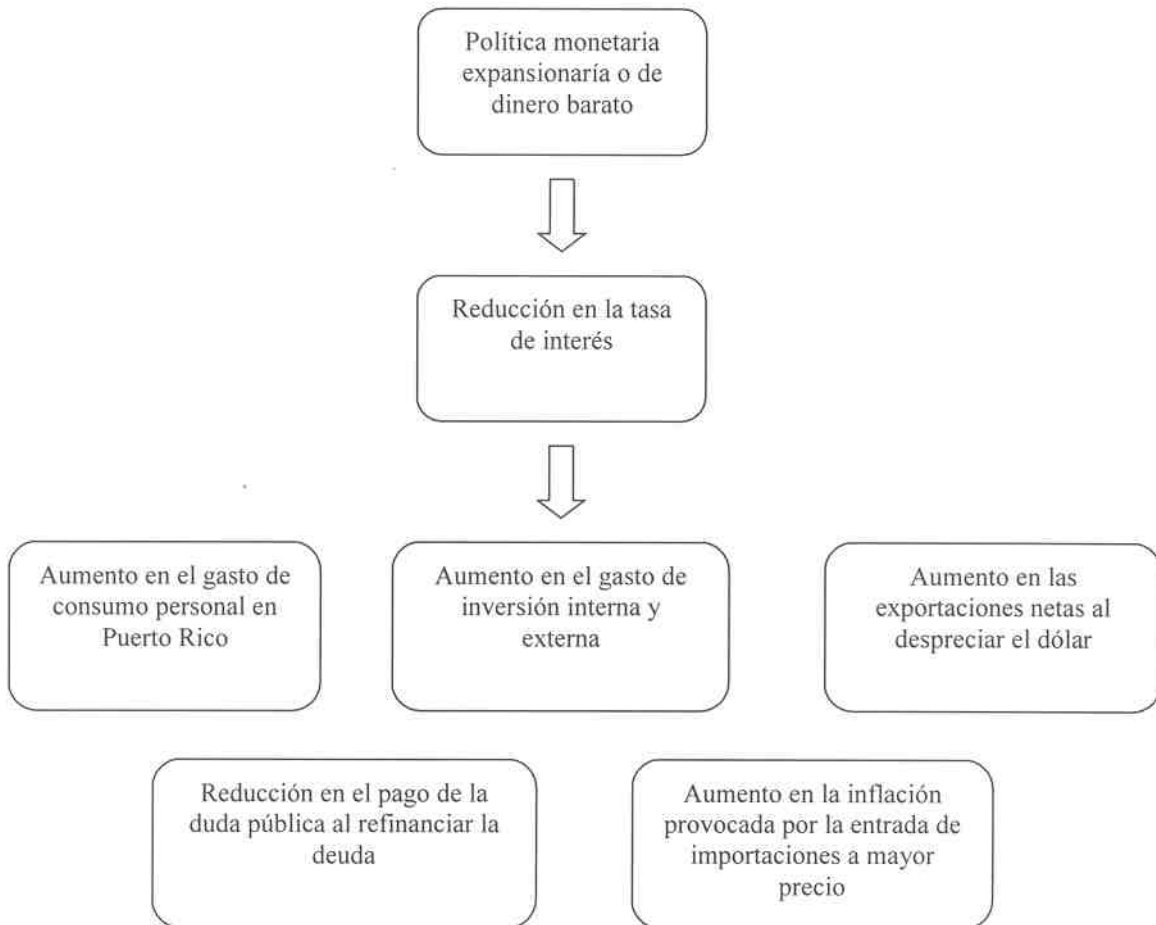 Política monetaria
expansionaría o de
dinero barato
Reducción en la tasa
de interés
Aumento en el gasto de
consumo personal en
Puerto Rico
Aumento en el gasto de
inversión interna y
externa
Aumento en las
exportaciones netas al
despreciar el dólar
Reducción en el pago de la
duda pública al refinanciar la
deuda
Aumento en la inflación
provocada por la entrada de
importaciones a mayor
precio